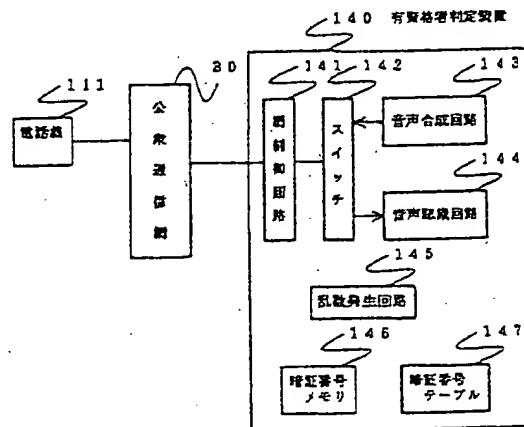 140 有資格者判定装置
111
30
141
142
143
電話機
公衆通信網
網制御回路
スイッチ
音声合成回路
144
音声認識回路
145
乱数発生回路
146
147
暗証番号
メモリ
暗証番号
テーブル